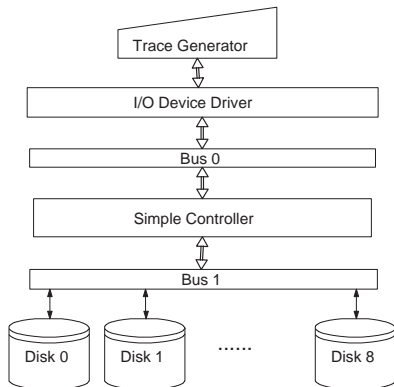 Trace Generator
I/O Device Driver
Bus 0
Simple Controller
Bus 1
Disk 0 Disk 1 ...... Disk 8